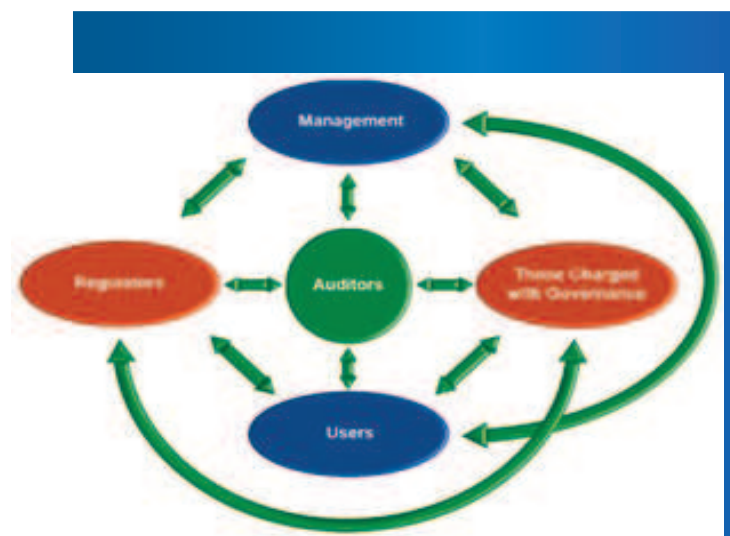 Management
Regulators
Auditors
Those Charged
with Governance
Users